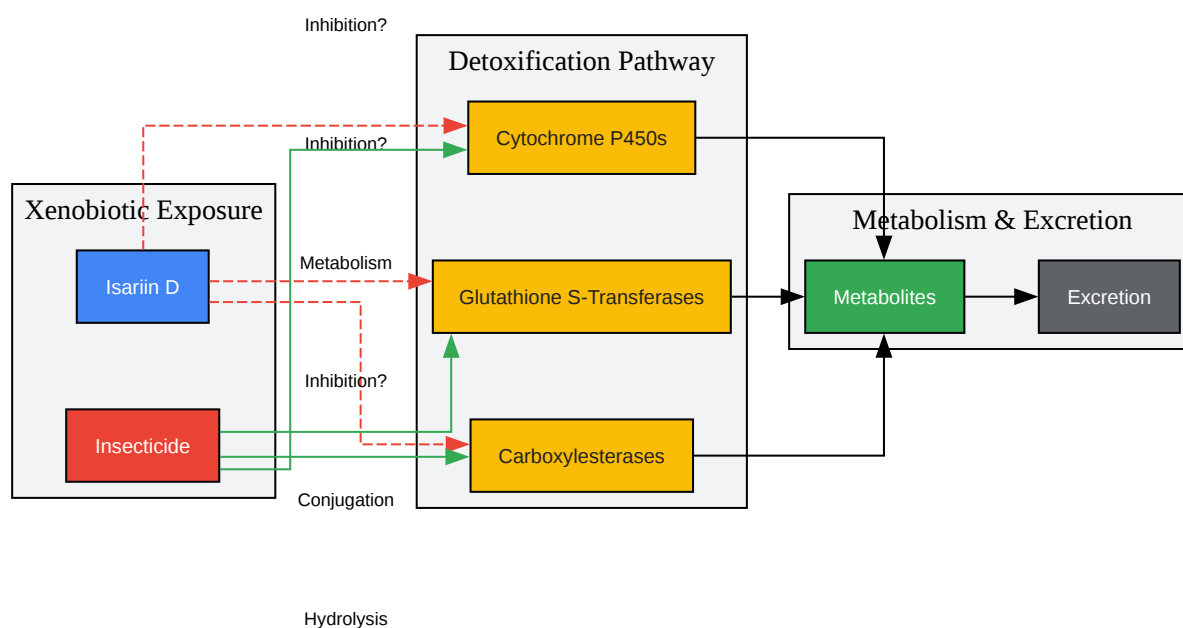 Inhibition?
Detoxification Pathway
Cytochrome P450s
Inhibition?
Xenobiotic Exposure
Metabolism & Excretion
Isariin D
Metabolism
Glutathione S-Transferases
Metabolites
Excretion
Inhibition?
Insecticide
Carboxylesterases
Conjugation
Hydrolysis